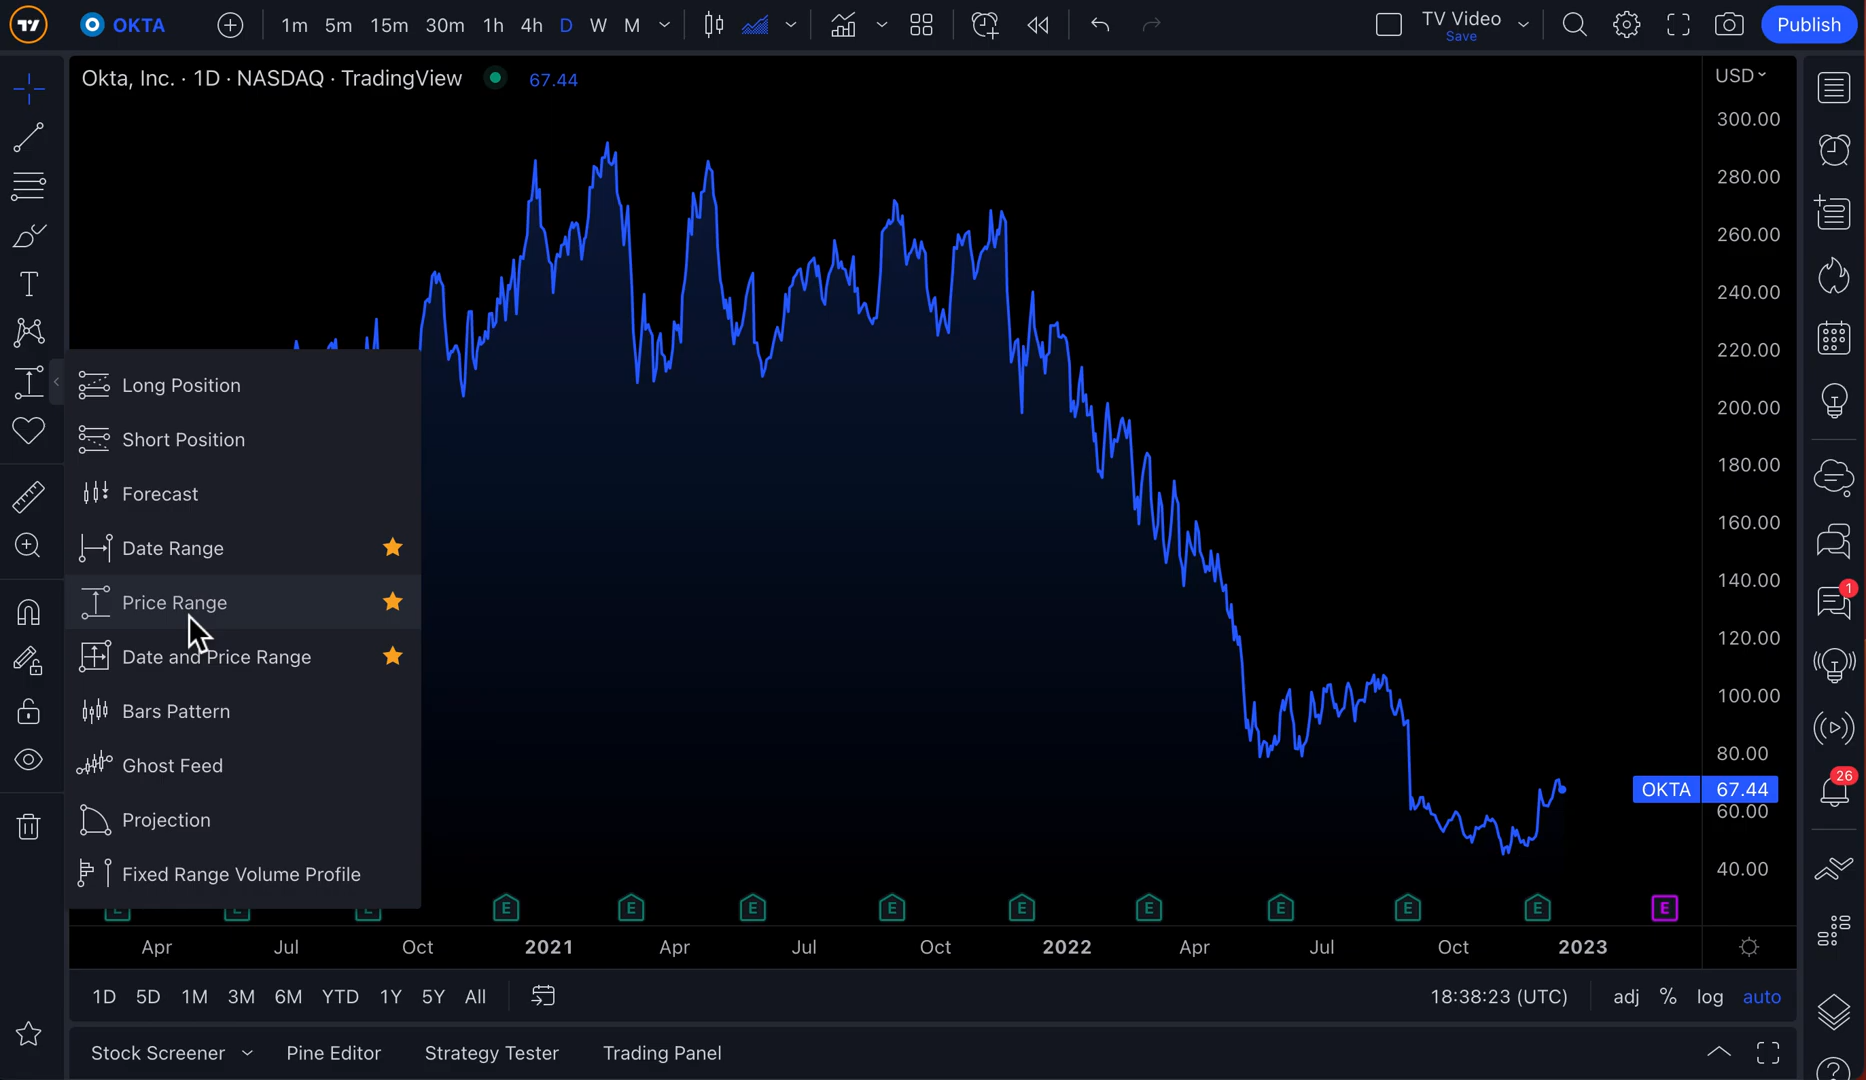 OKTA
1m 5m 15m 30m 1h 4h D W M
TV Video
Save
Publish
Okta, Inc. · 1D · NASDAQ · TradingView 67.44
USD
300.00
280.00
260.00
240.00
220.00
200.00
180.00
160.00
140.00
120.00
100.00
80.00
OKTA 67.44
60.00
40.00
Long Position
Short Position
Forecast
Date Range
Price Range
Date and Price Range
Bars Pattern
Ghost Feed
Projection
Fixed Range Volume Profile
1
26
E E E E E E E E E E E E E
Apr Jul Oct 2021 Apr Jul Oct 2022 Apr Jul Oct 2023
1D 5D 1M 3M 6M YTD 1Y 5Y All
18:38:23 (UTC) adj % log auto
Stock Screener Pine Editor Strategy Tester Trading Panel